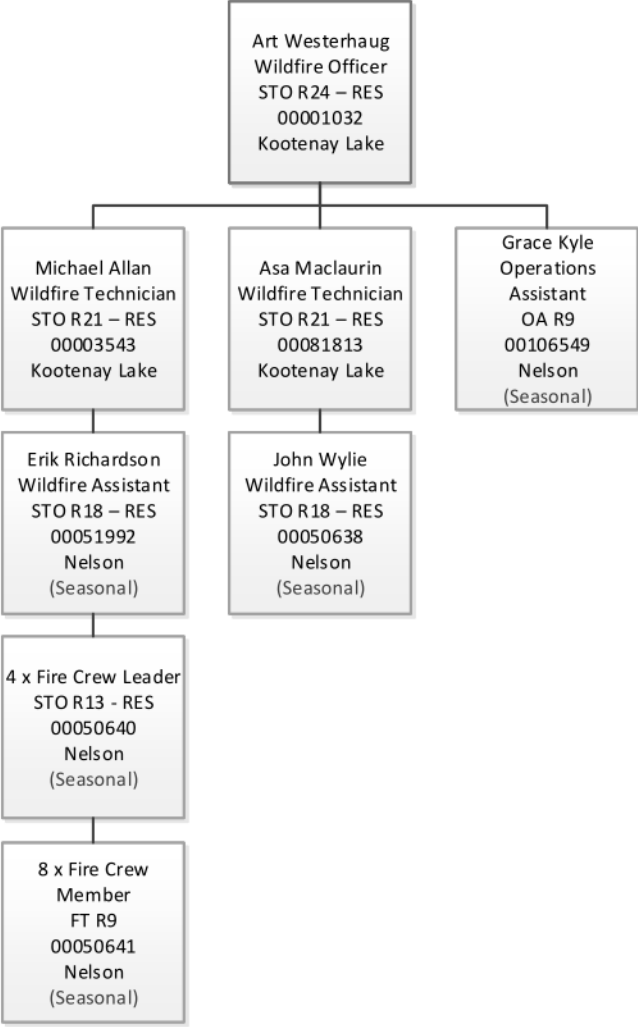 Art Westerhaug
Wildfire Officer
STO R24 – RES
00001032
Kootenay Lake
Michael Allan
Wildfire Technician
STO R21 – RES
00003543
Kootenay Lake
Asa Maclaurin
Wildfire Technician
STO R21 – RES
00081813
Kootenay Lake
Grace Kyle
Operations
Assistant
OA R9
00106549
Nelson
(Seasonal)
Erik Richardson
Wildfire Assistant
STO R18 – RES
00051992
Nelson
(Seasonal)
John Wylie
Wildfire Assistant
STO R18 – RES
00050638
Nelson
(Seasonal)
4 x Fire Crew Leader
STO R13 - RES
00050640
Nelson
(Seasonal)
8 x Fire Crew
Member
FT R9
00050641
Nelson
(Seasonal)